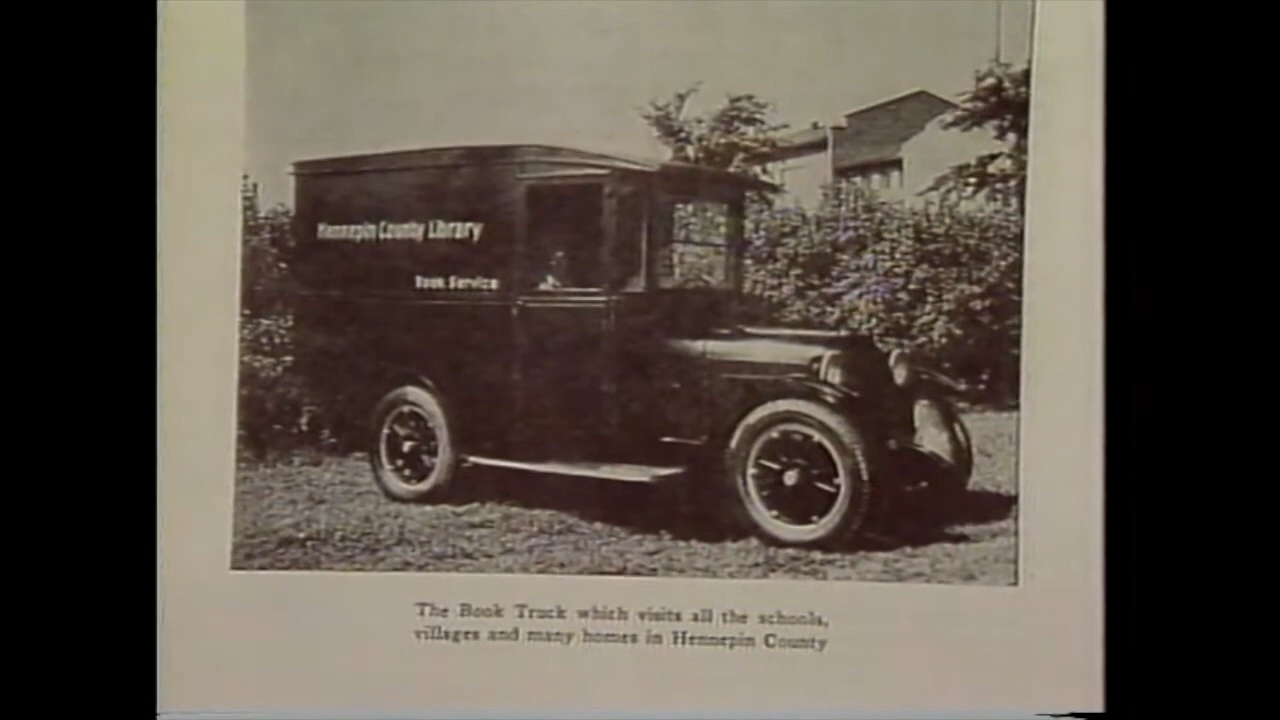 Hennepin County Library
Book Service
The Book Truck which visits all the schools,
villages and many homes in Hennepin County